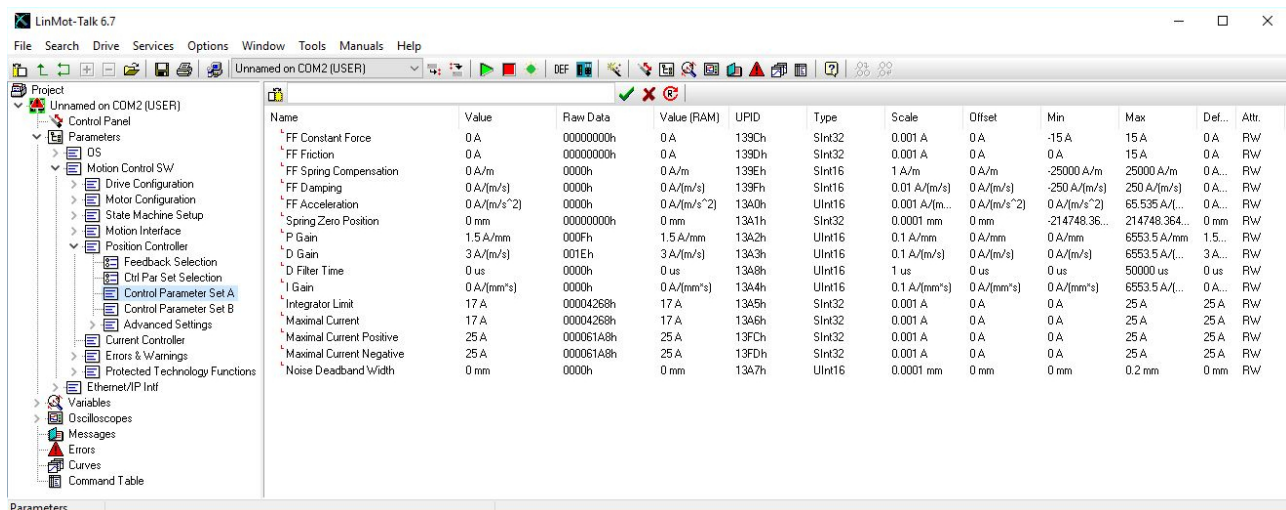 LinMot-Talk 6.7
File Search Drive Services Options Window Tools Manuals Help
Unnamed on COM2 (USER) DEF
Project
Unnamed on COM2 (USER)
Control Panel
Parameters
OS
Motion Control SW
Drive Configuration
Motor Configuration
State Machine Setup
Motion Interface
Position Controller
Feedback Selection
Ctrl Par Set Selection
Control Parameter Set A
Control Parameter Set B
Advanced Settings
Current Controller
Errors & Warnings
Protected Technology Functions
Ethernet/IP Intf
Variables
Oscilloscopes
Messages
Errors
Curves
Command Table
Name Value Raw Data Value (RAM) UPID Type Scale Offset Min Max Def... Attr.
FF Constant Force 0 A 00000000h 0 A 139Ch SInt32 0.001 A 0 A -15 A 15 A 0 A RW
FF Friction 0 A 00000000h 0 A 139Dh SInt32 0.001 A 0 A 0 A 15 A 0 A RW
FF Spring Compensation 0 A/m 0000h 0 A/m 139Eh SInt16 1 A/m 0 A/m -25000 A/m 25000 A/m 0 A... RW
FF Damping 0 A/(m/s) 0000h 0 A/(m/s) 139Fh SInt16 0.01 A/(m/s) 0 A/(m/s) -250 A/(m/s) 250 A/(m/s) 0 A... RW
FF Acceleration 0 A/(m/s^2) 0000h 0 A/(m/s^2) 13A0h UInt16 0.001 A/(m... 0 A/(m/s^2) 0 A/(m/s^2) 65.535 A/(... 0 A... RW
Spring Zero Position 0 mm 00000000h 0 mm 13A1h SInt32 0.0001 mm 0 mm -214748.36... 214748.364... 0 mm RW
P Gain 1.5 A/mm 000Fh 1.5 A/mm 13A2h UInt16 0.1 A/mm 0 A/mm 0 A/mm 6553.5 A/mm 1.5... RW
D Gain 3 A/(m/s) 001Eh 3 A/(m/s) 13A3h UInt16 0.1 A/(m/s) 0 A/(m/s) 0 A/(m/s) 6553.5 A/(... 3 A... RW
D Filter Time 0 us 0000h 0 us 13A8h UInt16 1 us 0 us 0 us 50000 us 0 us RW
I Gain 0 A/(mm*s) 0000h 0 A/(mm*s) 13A4h UInt16 0.1 A/(mm*s) 0 A/(mm*s) 0 A/(mm*s) 6553.5 A/(... 0 A... RW
Integrator Limit 17 A 00004268h 17 A 13A5h SInt32 0.001 A 0 A 0 A 25 A 25 A RW
Maximal Current 17 A 00004268h 17 A 13A6h SInt32 0.001 A 0 A 0 A 25 A 25 A RW
Maximal Current Positive 25 A 000061A8h 25 A 13FCh SInt32 0.001 A 0 A 0 A 25 A 25 A RW
Maximal Current Negative 25 A 000061A8h 25 A 13FDh SInt32 0.001 A 0 A 0 A 25 A 25 A RW
Noise Deadband Width 0 mm 0000h 0 mm 13A7h UInt16 0.0001 mm 0 mm 0 mm 0.2 mm 0 mm RW
Parameters